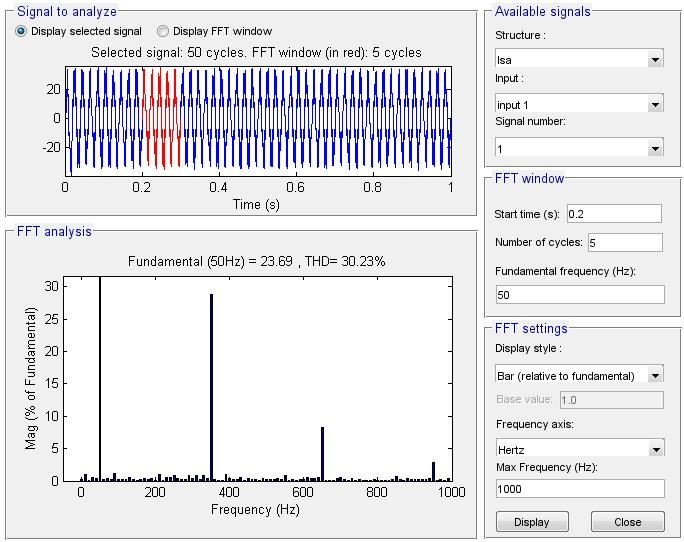 Signal to analyze
Display selected signal
Display FFT window
Selected signal: 50 cycles. FFT window (in red): 5 cycles
20
0
-20
0 0.2 0.4 0.6 0.8 1
Time (s)
FFT analysis
Fundamental (50Hz) = 23.69 , THD= 30.23%
Mag (% of Fundamental)
30
25
20
15
10
5
0
0 200 400 600 800 1000
Frequency (Hz)
Available signals
Structure :
Isa
Input :
input 1
Signal number:
1
FFT window
Start time (s): 0.2
Number of cycles: 5
Fundamental frequency (Hz):
50
FFT settings
Display style :
Bar (relative to fundamental)
Base value: 1.0
Frequency axis:
Hertz
Max Frequency (Hz):
1000
Display
Close